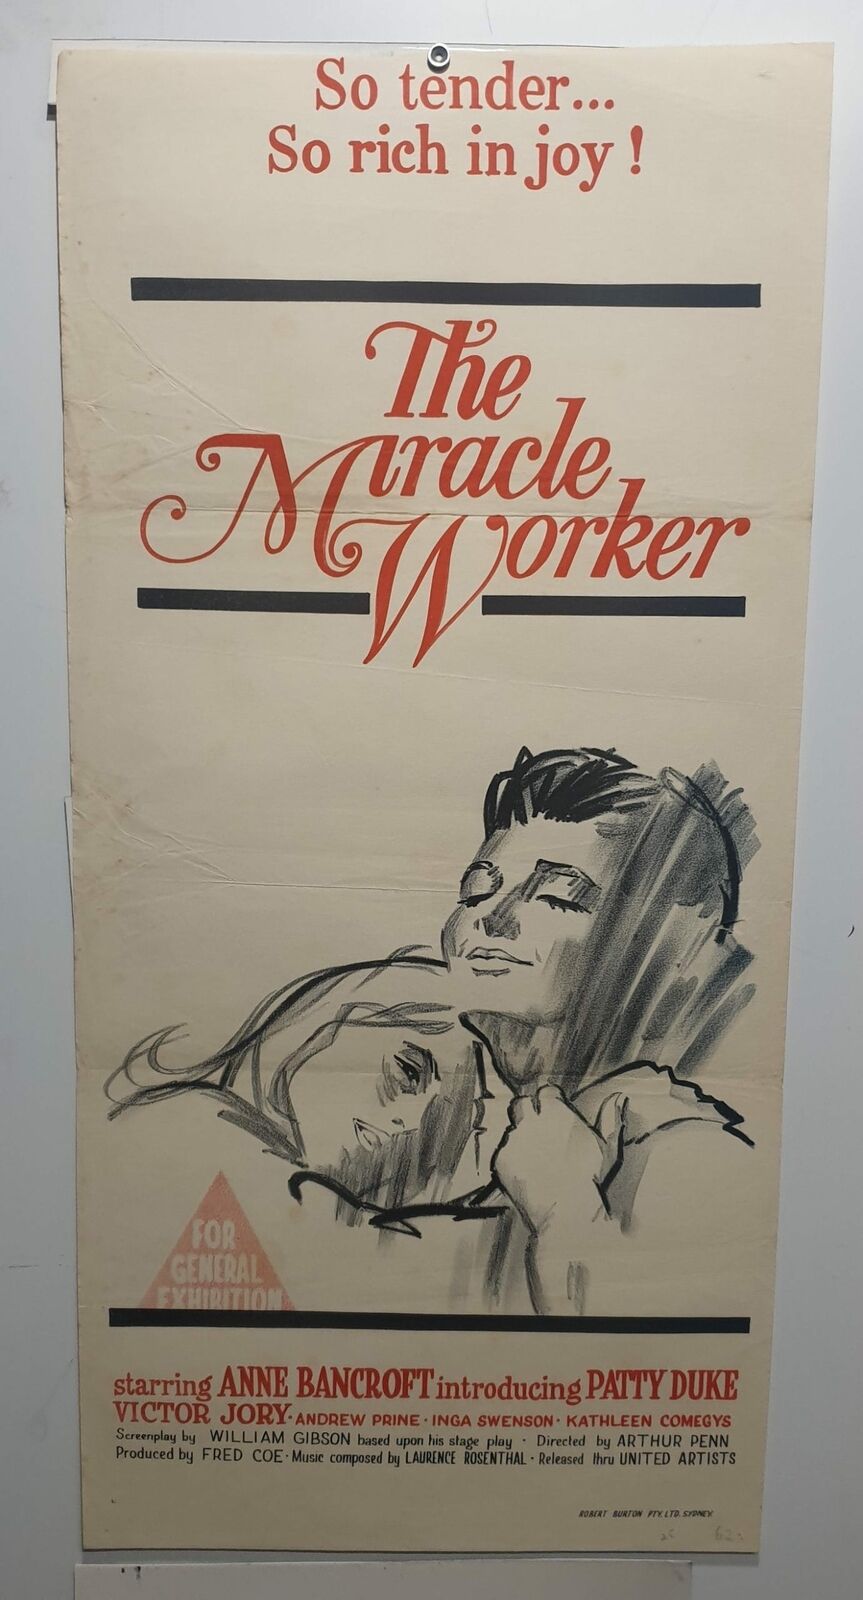 So tender...
So rich in joy!
The
Miracle
Worker
FOR
GENERAL
EXHIBITION
starring ANNE BANCROFT introducing PATTY DUKE
VICTOR JORY · ANDREW PRINE · INGA SWENSON · KATHLEEN COMEGYS
Screenplay by WILLIAM GIBSON based upon his stage play · Directed by ARTHUR PENN
Produced by FRED COE · Music composed by LAURENCE ROSENTHAL · Released thru UNITED ARTISTS
ROBERT BURTON PTY. LTD. SYDNEY